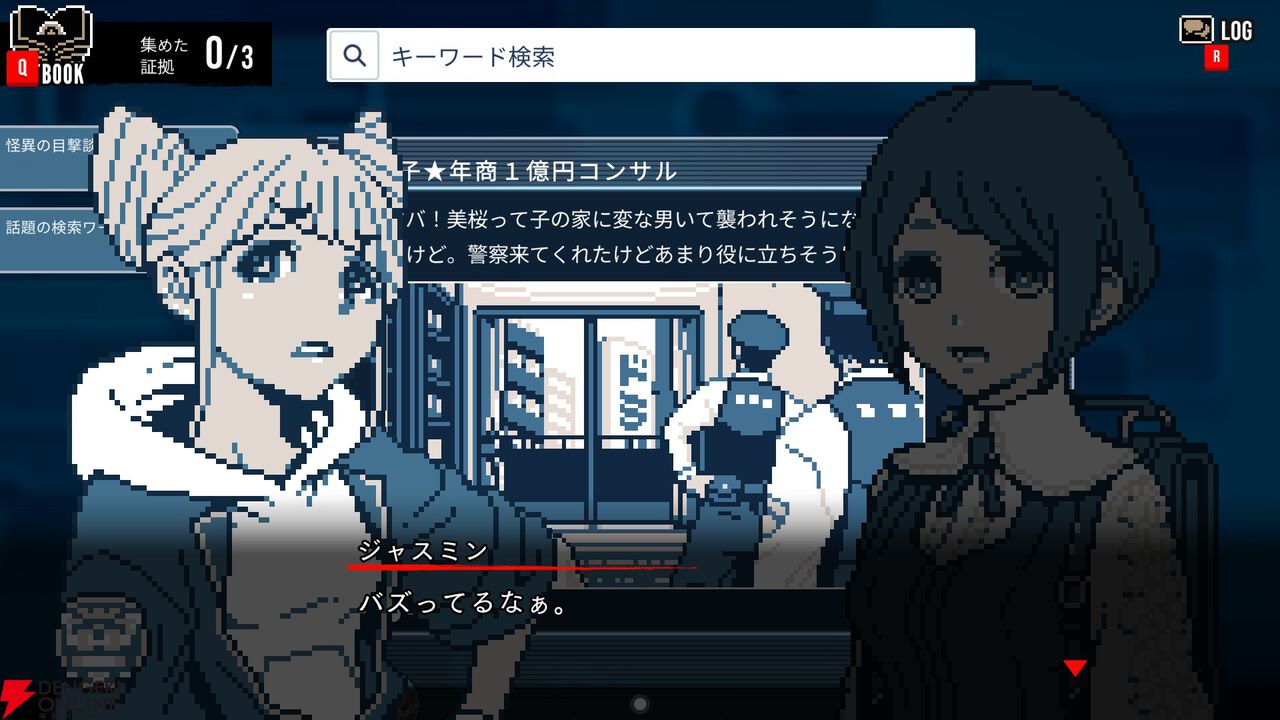 Q
BOOK
集めた
証拠
0/3
キーワード検索
LOG
R
怪異の目撃談
話題の検索ワー
子★年商１億円コンサル
バ！美桜って子の家に変な男いて襲われそうにな
けど。警察来てくれたけどあまり役に立ちそう
ジャスミン
バズってるなぁ。
DENGEKI
ONLINE